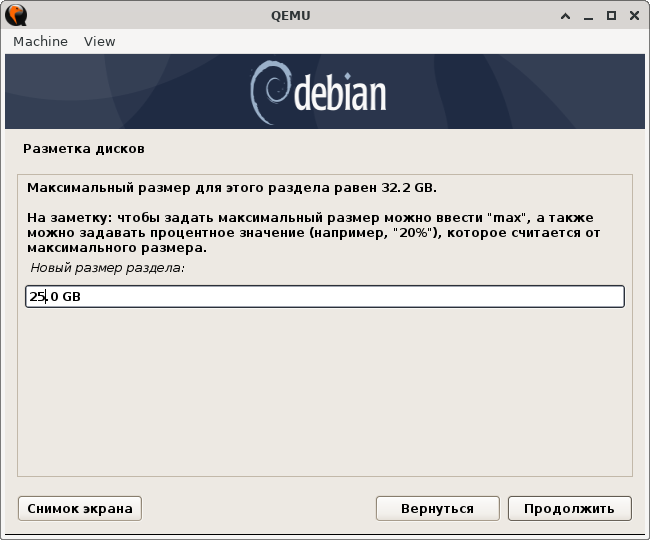 QEMU
Machine View
debian
Разметка дисков
Максимальный размер для этого раздела равен 32.2 GB.
На заметку: чтобы задать максимальный размер можно ввести "max", а также
можно задавать процентное значение (например, "20%"), которое считается от
максимального размера.
Новый размер раздела:
25.0 GB
Снимок экрана Вернуться Продолжить